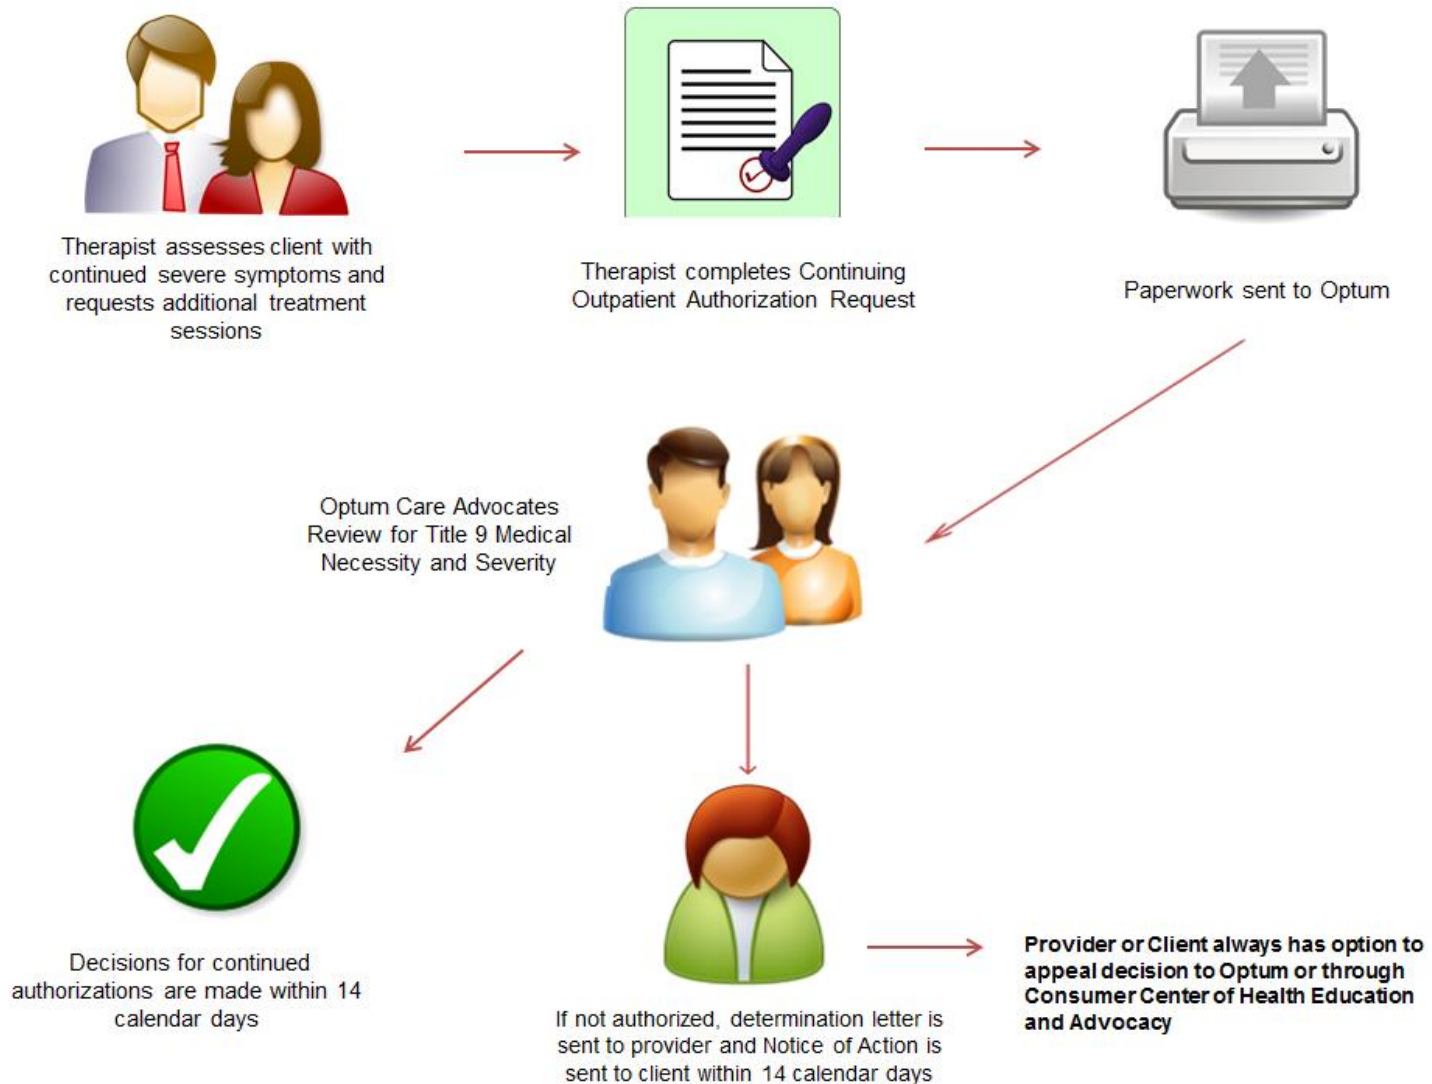 Therapist assesses client with
continued severe symptoms and
requests additional treatment
sessions
Therapist completes Continuing
Outpatient Authorization Request
Paperwork sent to Optum
Optum Care Advocates
Review for Title 9 Medical
Necessity and Severity
Decisions for continued
authorizations are made within 14
calendar days
If not authorized, determination letter is
sent to provider and Notice of Action is
sent to client within 14 calendar days
Provider or Client always has option to
appeal decision to Optum or through
Consumer Center of Health Education
and Advocacy